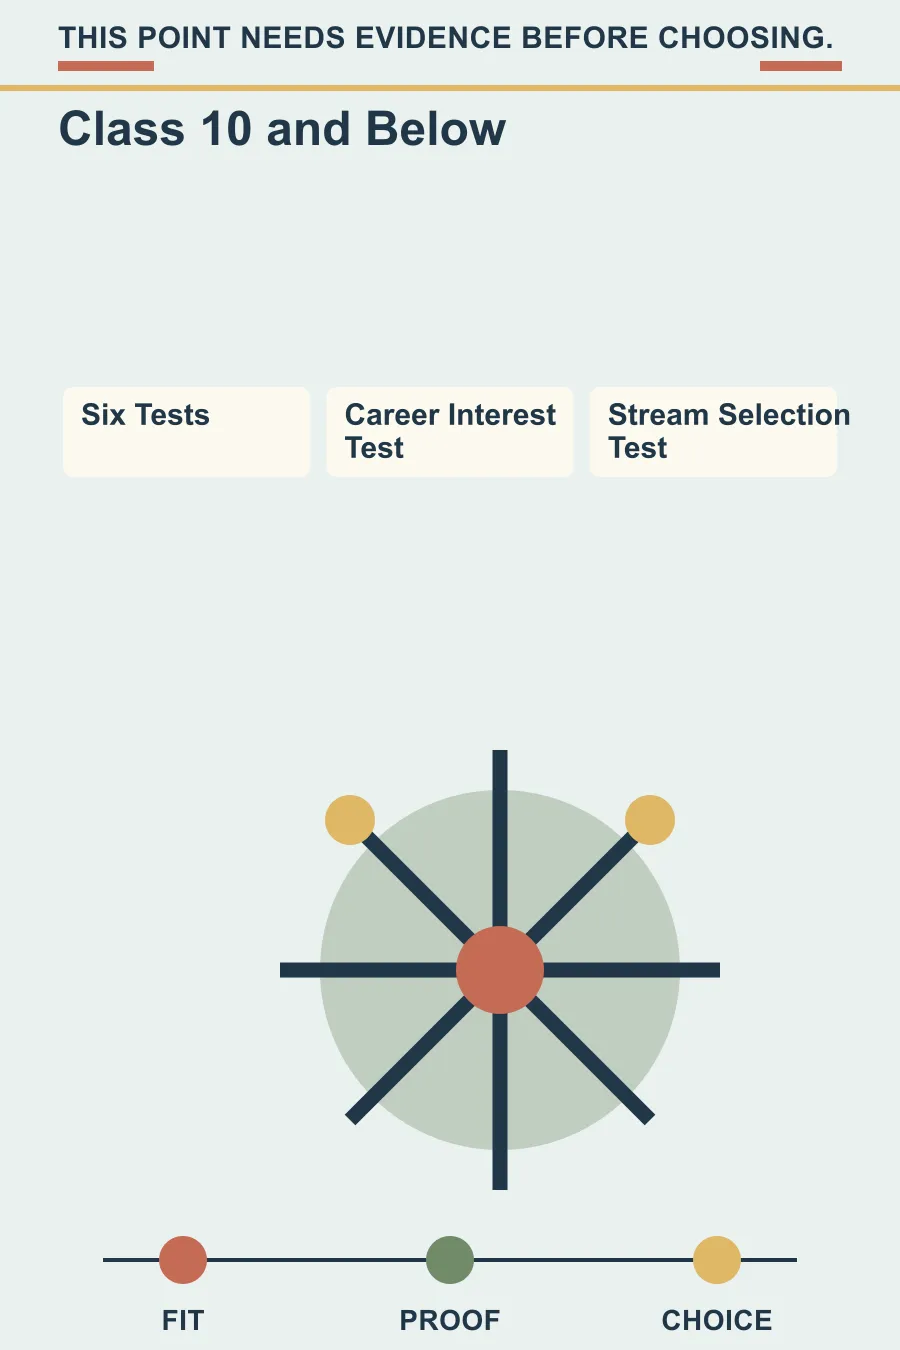 THIS POINT NEEDS EVIDENCE BEFORE CHOOSING.
Class 10 and Below
Six Tests
Career Interest
Test
Stream Selection
Test
FIT
PROOF
CHOICE